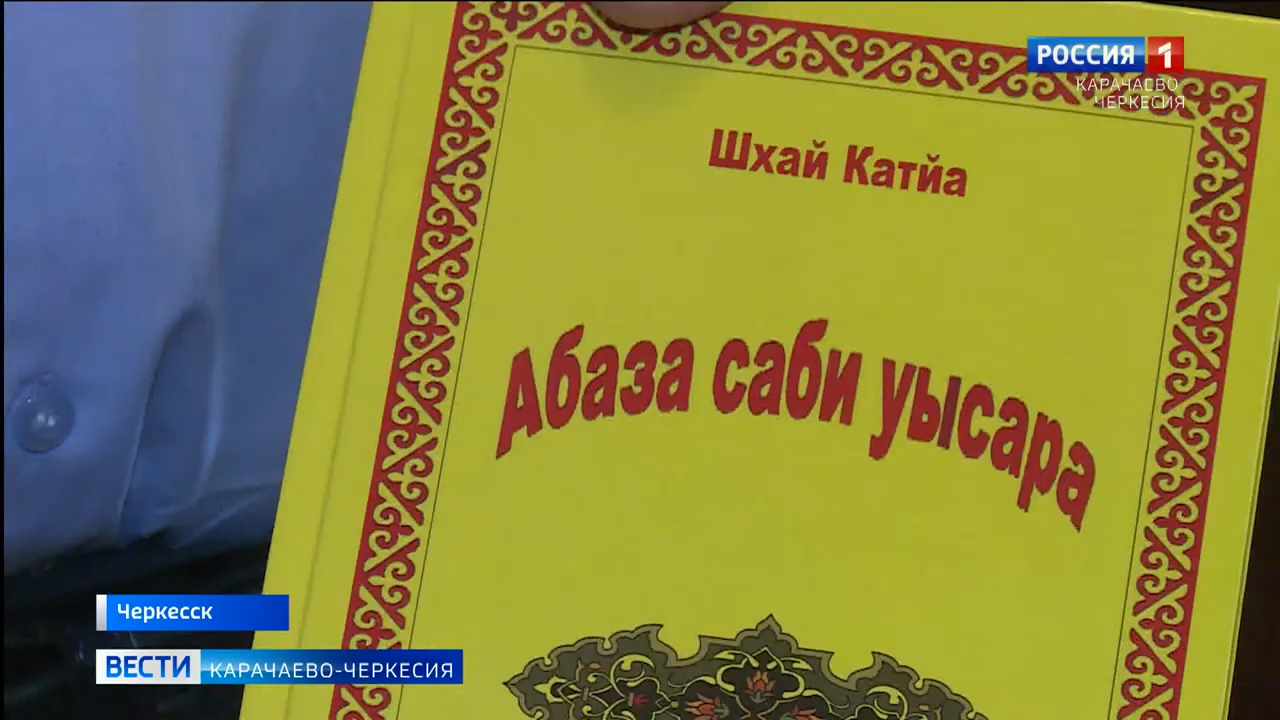 РОССИЯ 1
КАРАЧАЕВО
ЧЕРКЕСИЯ
Шхай Катйа
Абаза саби уысара
Черкесск
ВЕСТИ КАРАЧАЕВО-ЧЕРКЕСИЯ